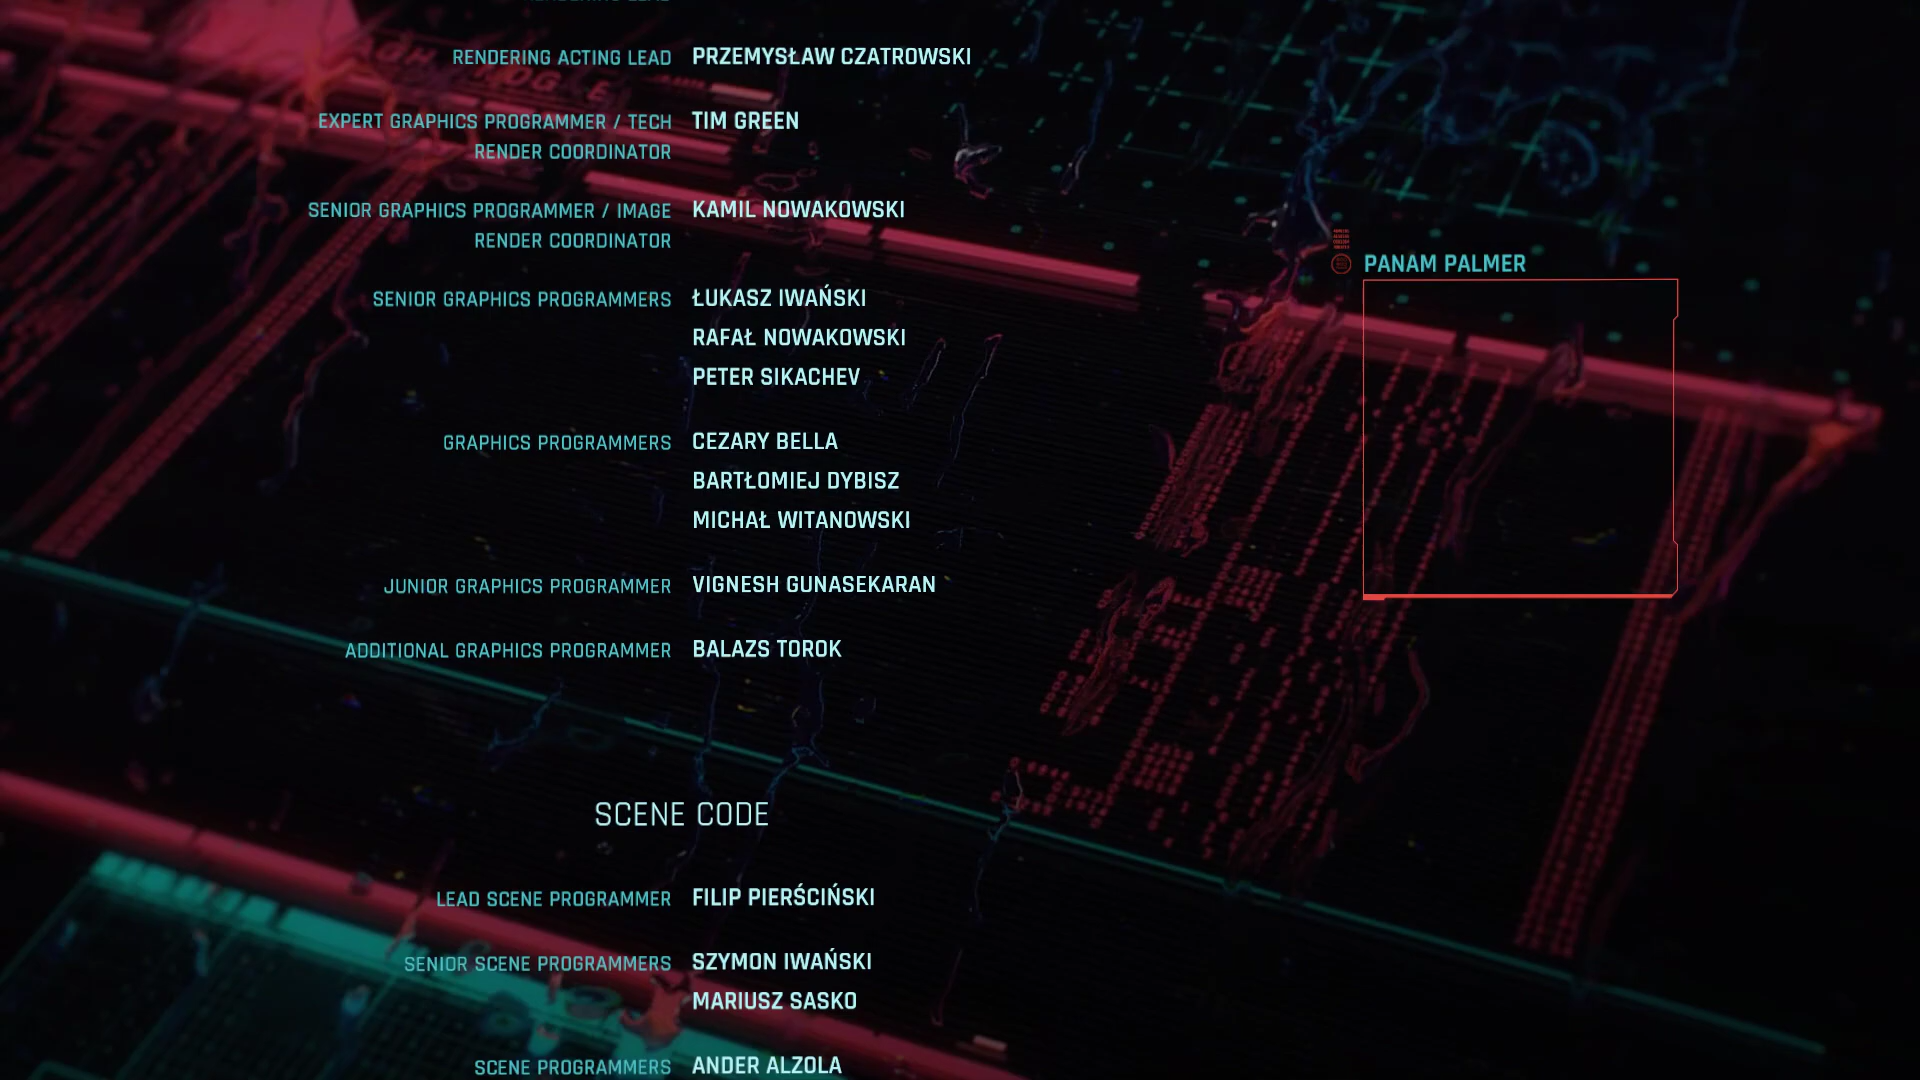 RENDERING ACTING LEAD PRZEMYSŁAW CZATROWSKI
EXPERT GRAPHICS PROGRAMMER / TECH TIM GREEN
RENDER COORDINATOR
SENIOR GRAPHICS PROGRAMMER / IMAGE KAMIL NOWAKOWSKI
RENDER COORDINATOR
SENIOR GRAPHICS PROGRAMMERS ŁUKASZ IWAŃSKI
RAFAŁ NOWAKOWSKI
PETER SIKACHEV
GRAPHICS PROGRAMMERS CEZARY BELLA
BARTŁOMIEJ DYBISZ
MICHAŁ WITANOWSKI
JUNIOR GRAPHICS PROGRAMMER VIGNESH GUNASEKARAN
ADDITIONAL GRAPHICS PROGRAMMER BALAZS TOROK
SCENE CODE
LEAD SCENE PROGRAMMER FILIP PIERŚCIŃSKI
SENIOR SCENE PROGRAMMERS SZYMON IWAŃSKI
MARIUSZ SASKO
SCENE PROGRAMMERS ANDER ALZOLA
PANAM PALMER